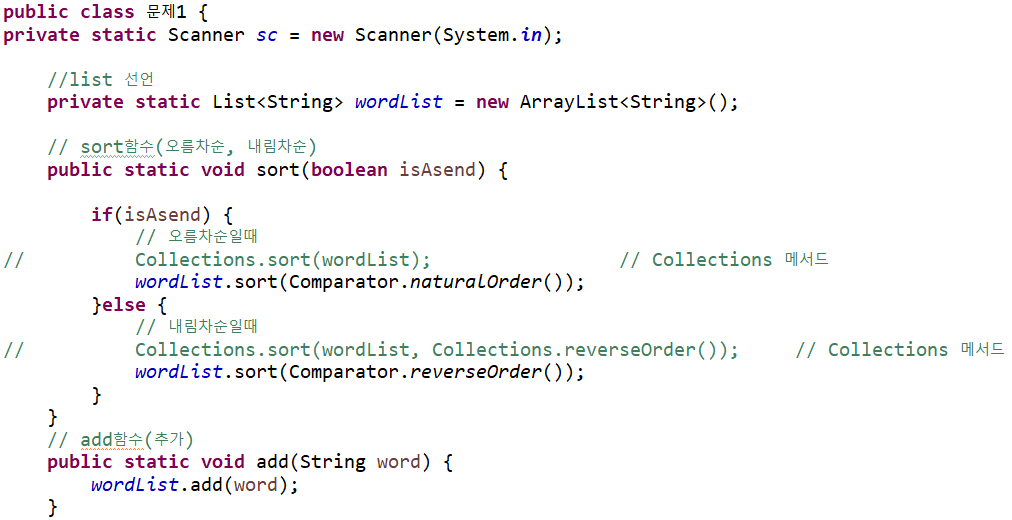 public class 문제1 {
private static Scanner sc = new Scanner(System.in);
//list 선언
private static List<String> wordList = new ArrayList<String>();
// sort함수(오름차순, 내림차순)
public static void sort(boolean isAsend) {
if(isAsend) {
// 오름차순일때
// Collections.sort(wordList); // Collections 메서드
wordList.sort(Comparator.naturalOrder());
}else {
// 내림차순일때
// Collections.sort(wordList, Collections.reverseOrder()); // Collections 메서드
wordList.sort(Comparator.reverseOrder());
}
}
// add함수(추가)
public static void add(String word) {
wordList.add(word);
}